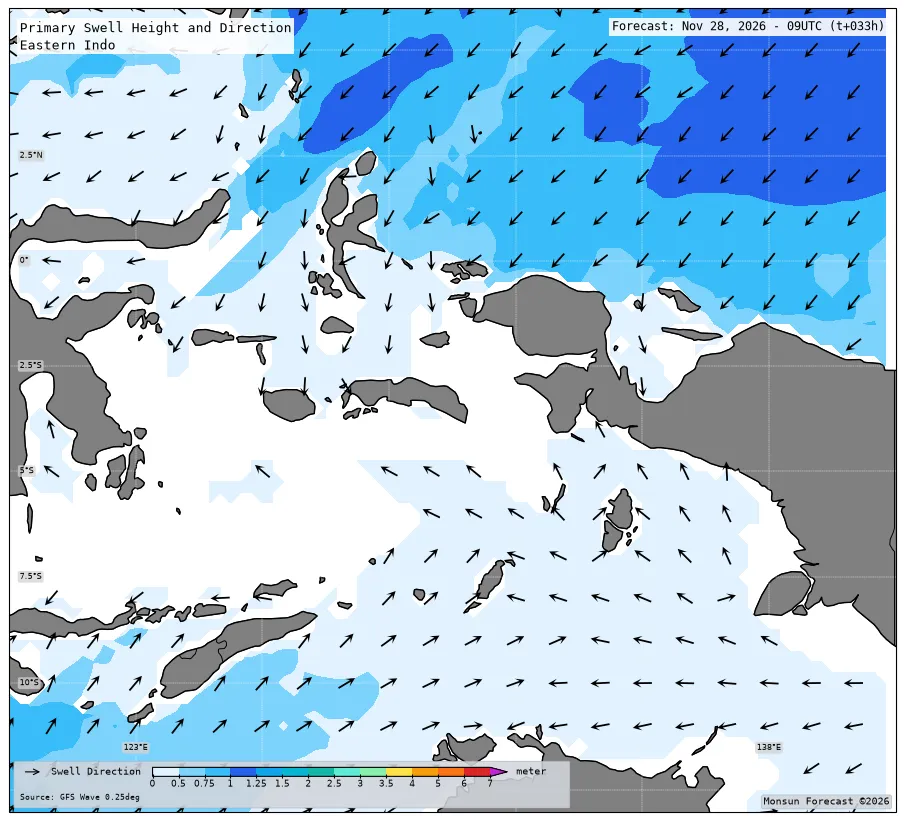 Primary Swell Height and Direction
Eastern Indo
Forecast: Nov 28, 2026 - 09UTC (t+033h)
2.5°N
0°
2.5°S
5°S
7.5°S
10°S
123°E
138°E
Swell Direction
0 0.5 0.75 1 1.25 1.5 2 2.5 3 3.5 4 5 6 7
meter
Source: GFS Wave 0.25deg
Monsun Forecast ©2026